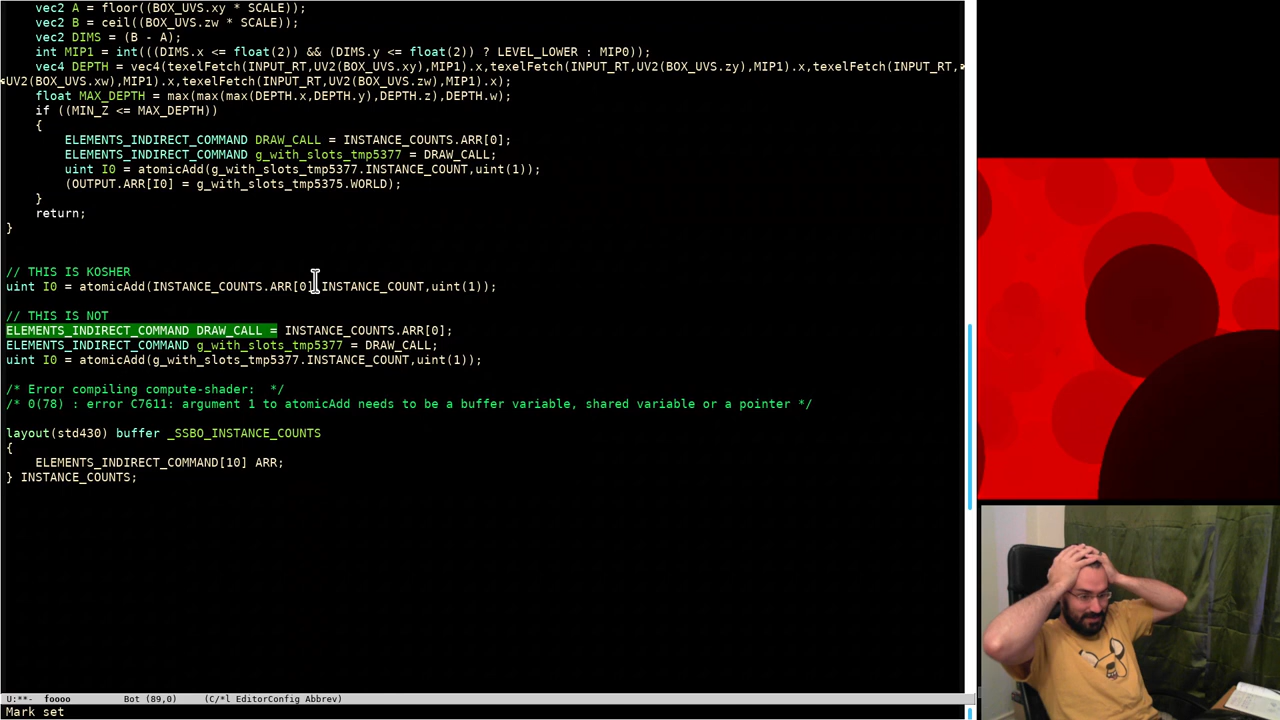 vec2 A = floor((BOX_UVS.xy * SCALE));
    vec2 B = ceil((BOX_UVS.zw * SCALE));
    vec2 DIMS = (B - A);
    int MIP1 = int(((DIMS.x <= float(2)) && (DIMS.y <= float(2)) ? LEVEL_LOWER : MIP0));
    vec4 DEPTH = vec4(texelFetch(INPUT_RT,UV2(BOX_UVS.xy),MIP1).x,texelFetch(INPUT_RT,UV2(BOX_UVS.zy),MIP1).x,texelFetch(INPUT_RT,
UV2(BOX_UVS.xw),MIP1).x,texelFetch(INPUT_RT,UV2(BOX_UVS.zw),MIP1).x);
    float MAX_DEPTH = max(max(max(DEPTH.x,DEPTH.y),DEPTH.z),DEPTH.w);
    if ((MIN_Z <= MAX_DEPTH))
    {
        ELEMENTS_INDIRECT_COMMAND DRAW_CALL = INSTANCE_COUNTS.ARR[0];
        ELEMENTS_INDIRECT_COMMAND g_with_slots_tmp5377 = DRAW_CALL;
        uint I0 = atomicAdd(g_with_slots_tmp5377.INSTANCE_COUNT,uint(1));
        (OUTPUT.ARR[I0] = g_with_slots_tmp5375.WORLD);
    }
    return;
}
// THIS IS KOSHER
uint I0 = atomicAdd(INSTANCE_COUNTS.ARR[0].INSTANCE_COUNT,uint(1));
// THIS IS NOT
ELEMENTS_INDIRECT_COMMAND DRAW_CALL = INSTANCE_COUNTS.ARR[0];
ELEMENTS_INDIRECT_COMMAND g_with_slots_tmp5377 = DRAW_CALL;
uint I0 = atomicAdd(g_with_slots_tmp5377.INSTANCE_COUNT,uint(1));
/* Error compiling compute-shader:  */
/* 0(78) : error C7611: argument 1 to atomicAdd needs to be a buffer variable, shared variable or a pointer */
layout(std430) buffer _SSBO_INSTANCE_COUNTS
{
    ELEMENTS_INDIRECT_COMMAND[10] ARR;
} INSTANCE_COUNTS;
U:**-  foooo       Bot (89,0)     (C/*l EditorConfig Abbrev)
Mark set